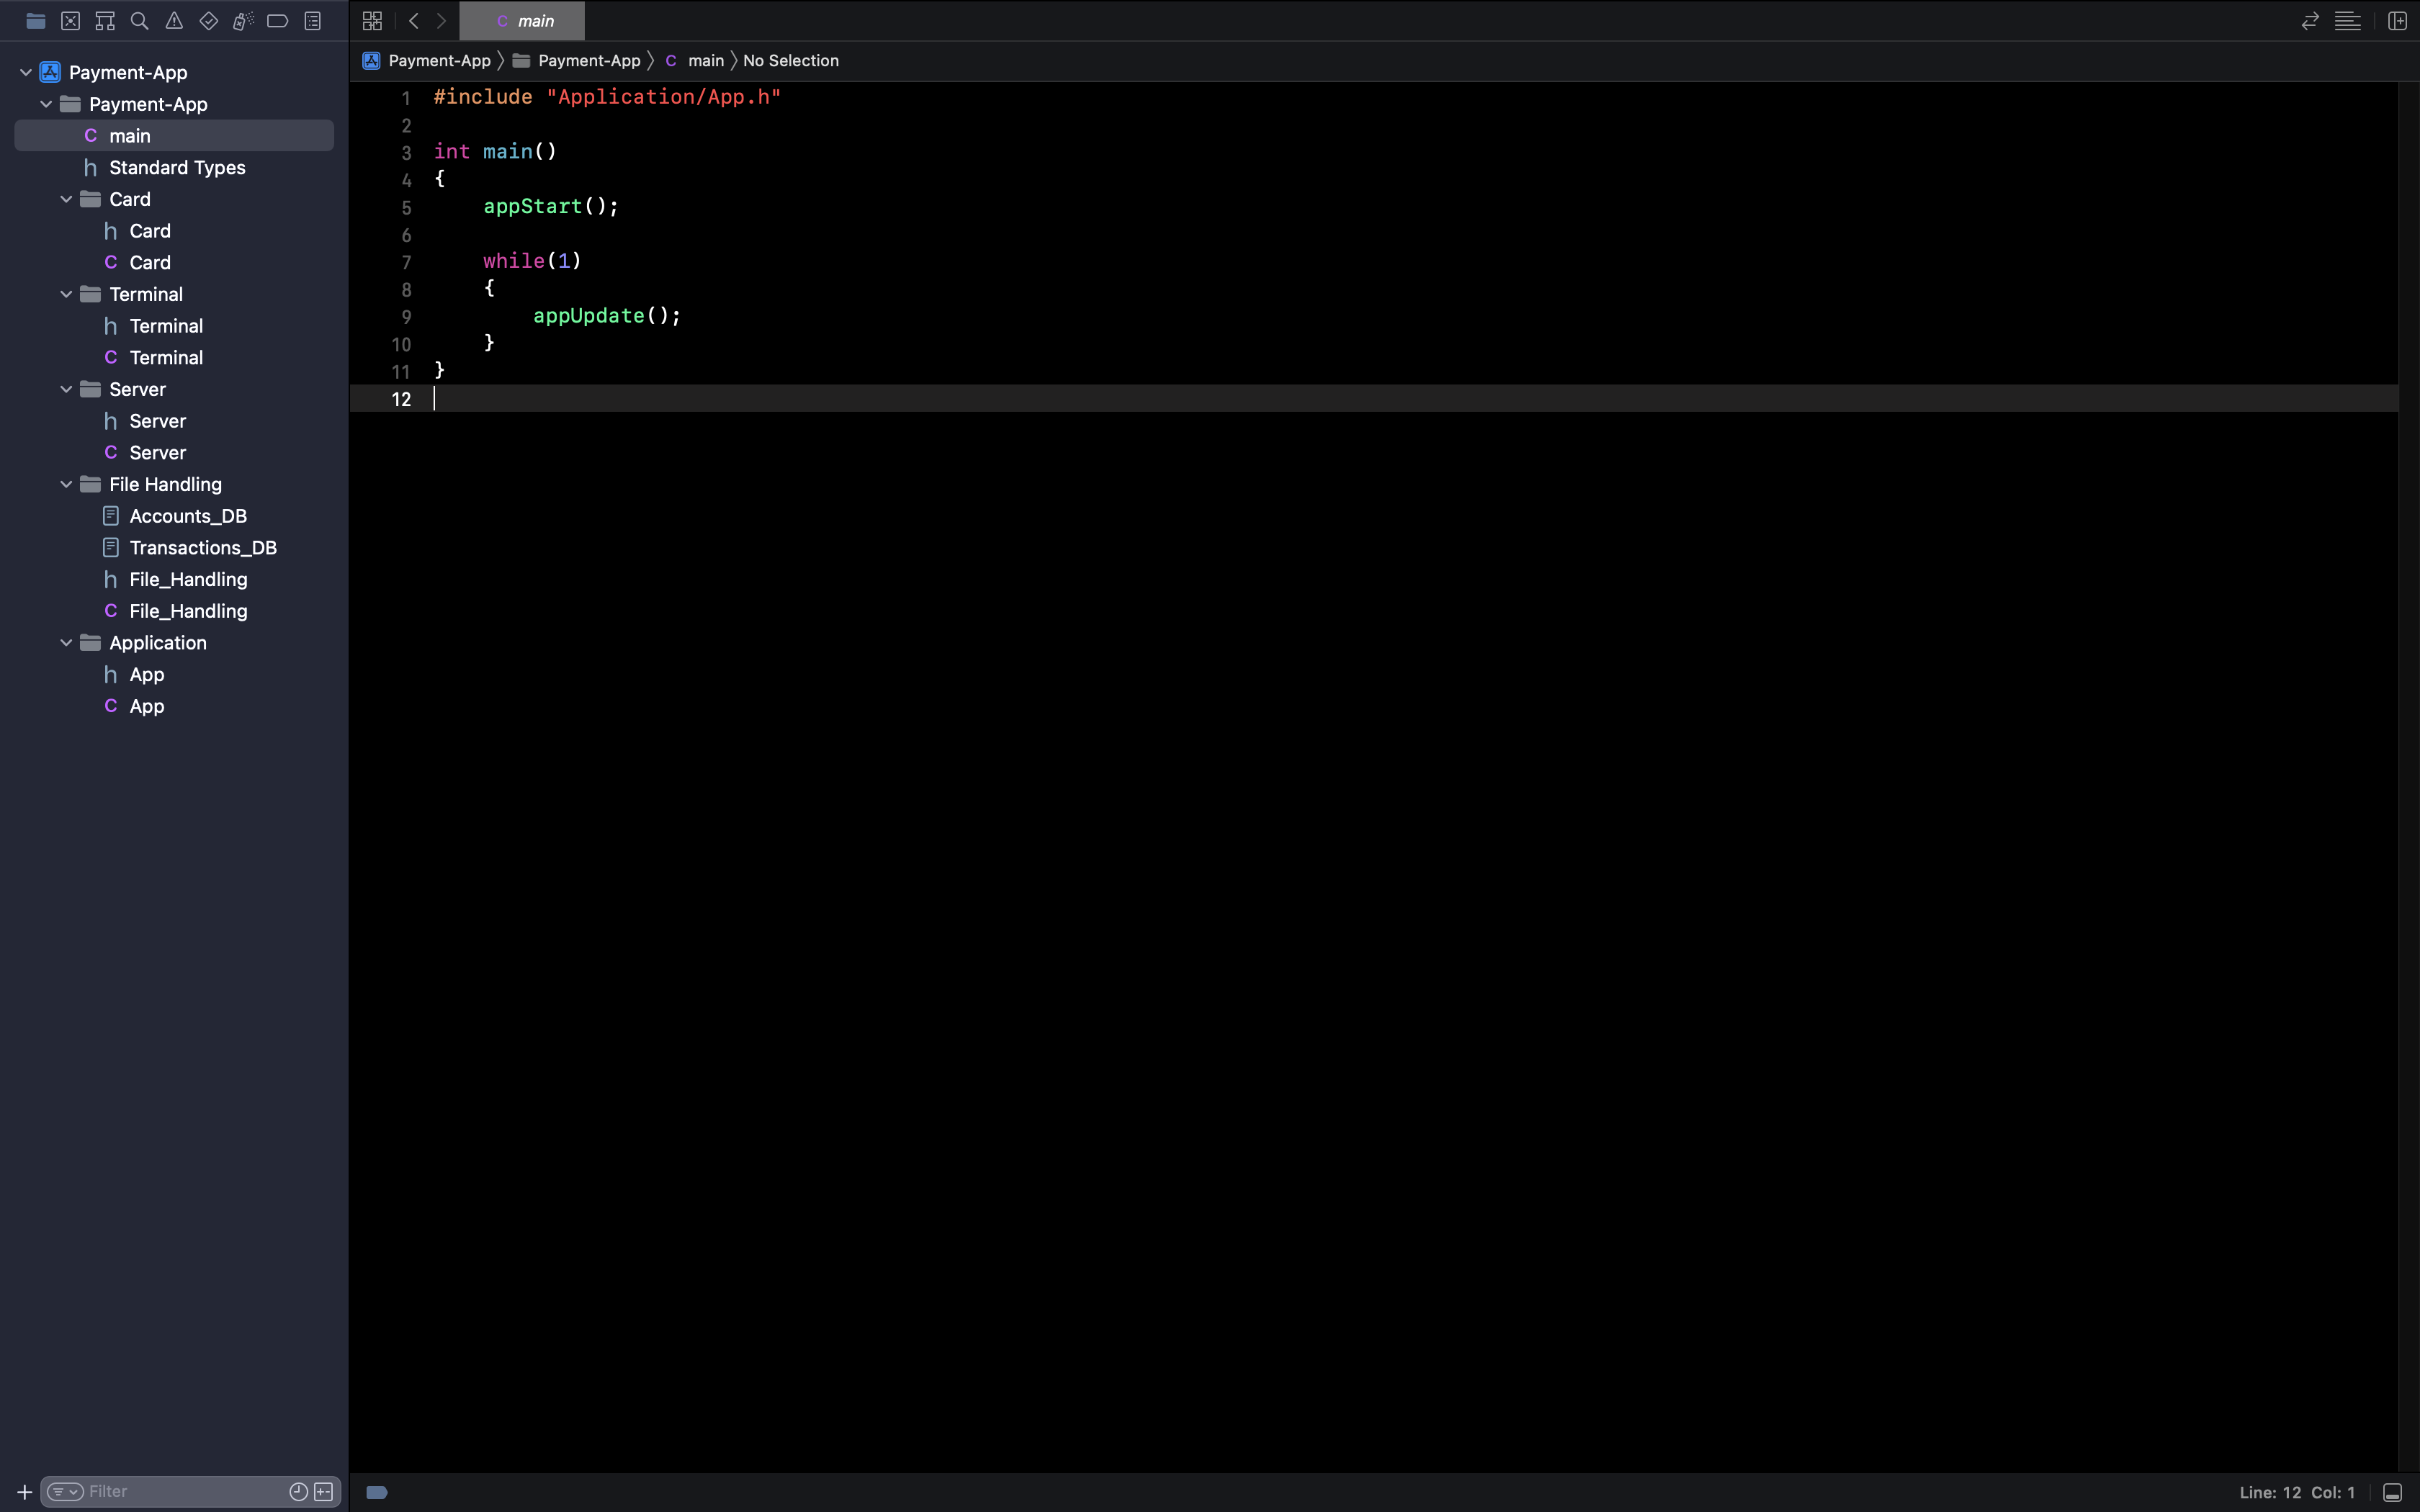 main
Payment-App
Payment-App
main
Standard Types
Card
h Card
C Card
Terminal
h Terminal
C Terminal
Server
h Server
C Server
File Handling
Accounts_DB
Transactions_DB
h File_Handling
C File_Handling
Application
h App
C App
Filter
Payment-App 〉 Payment-App 〉 C main 〉 No Selection
1 #include "Application/App.h"
2
3 int main()
4 {
5     appStart();
6
7     while(1)
8     {
9         appUpdate();
10     }
11 }
12
Line: 12 Col: 1